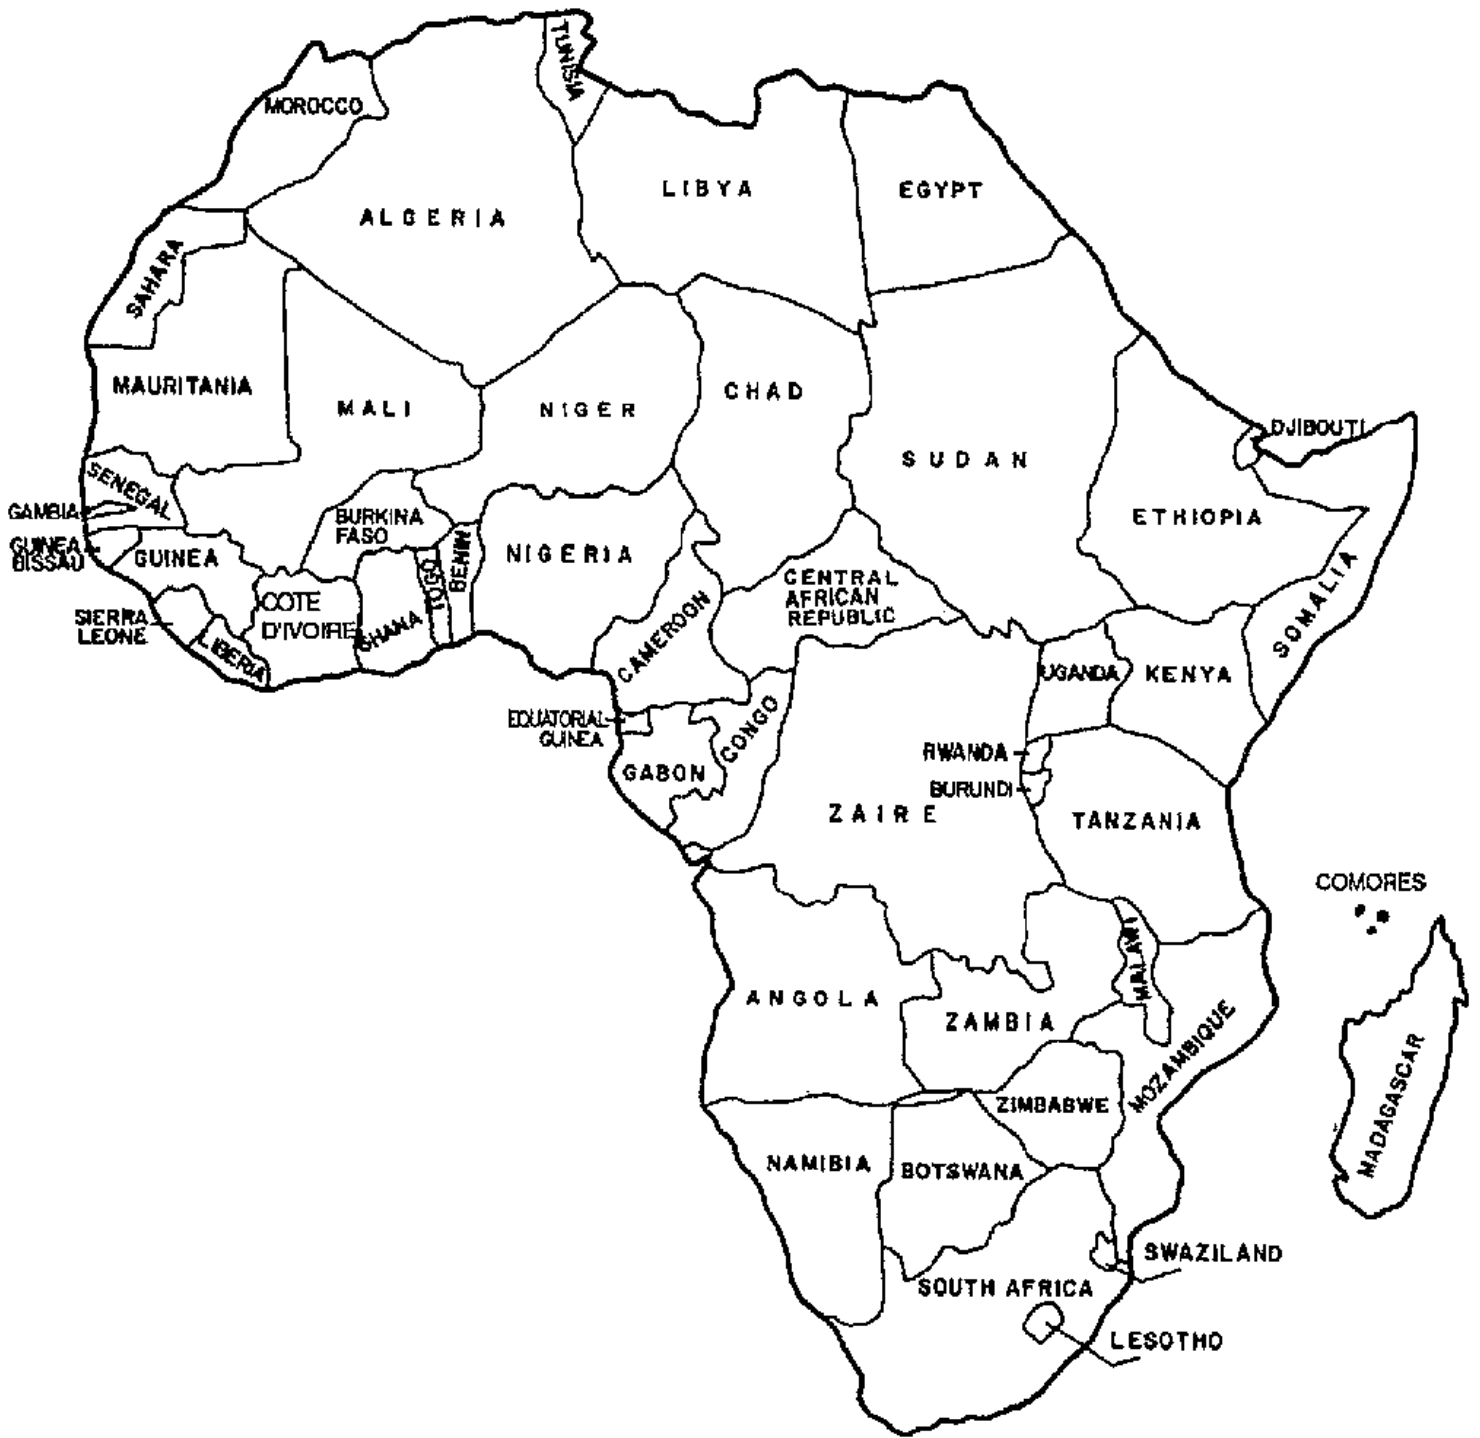 TUNISIA
MOROCCO
LIBYA
EGYPT
ALGERIA
SAHARA
MAURITANIA
MALI
NIGER
CHAD
SUDAN
DJIBOUTI
SENEGAL
GAMBIA
GUINEA
BISSAU
GUINEA
BURKINA
FASO
NIGERIA
BENIN
TOGO
ETHIOPIA
CENTRAL
AFRICAN
REPUBLIC
SIERRA
LEONE
LIBERIA
COTE
D'IVOIRE
GHANA
CAMEROON
SOMALIA
UGANDA
KENYA
EQUATORIAL
GUINEA
GABON
CONGO
RWANDA
BURUNDI
ZAIRE
TANZANIA
COMORES
MALAWI
ANGOLA
ZAMBIA
MOZAMBIQUE
MADAGASCAR
ZIMBABWE
NAMIBIA
BOTSWANA
SWAZILAND
SOUTH AFRICA
LESOTHO